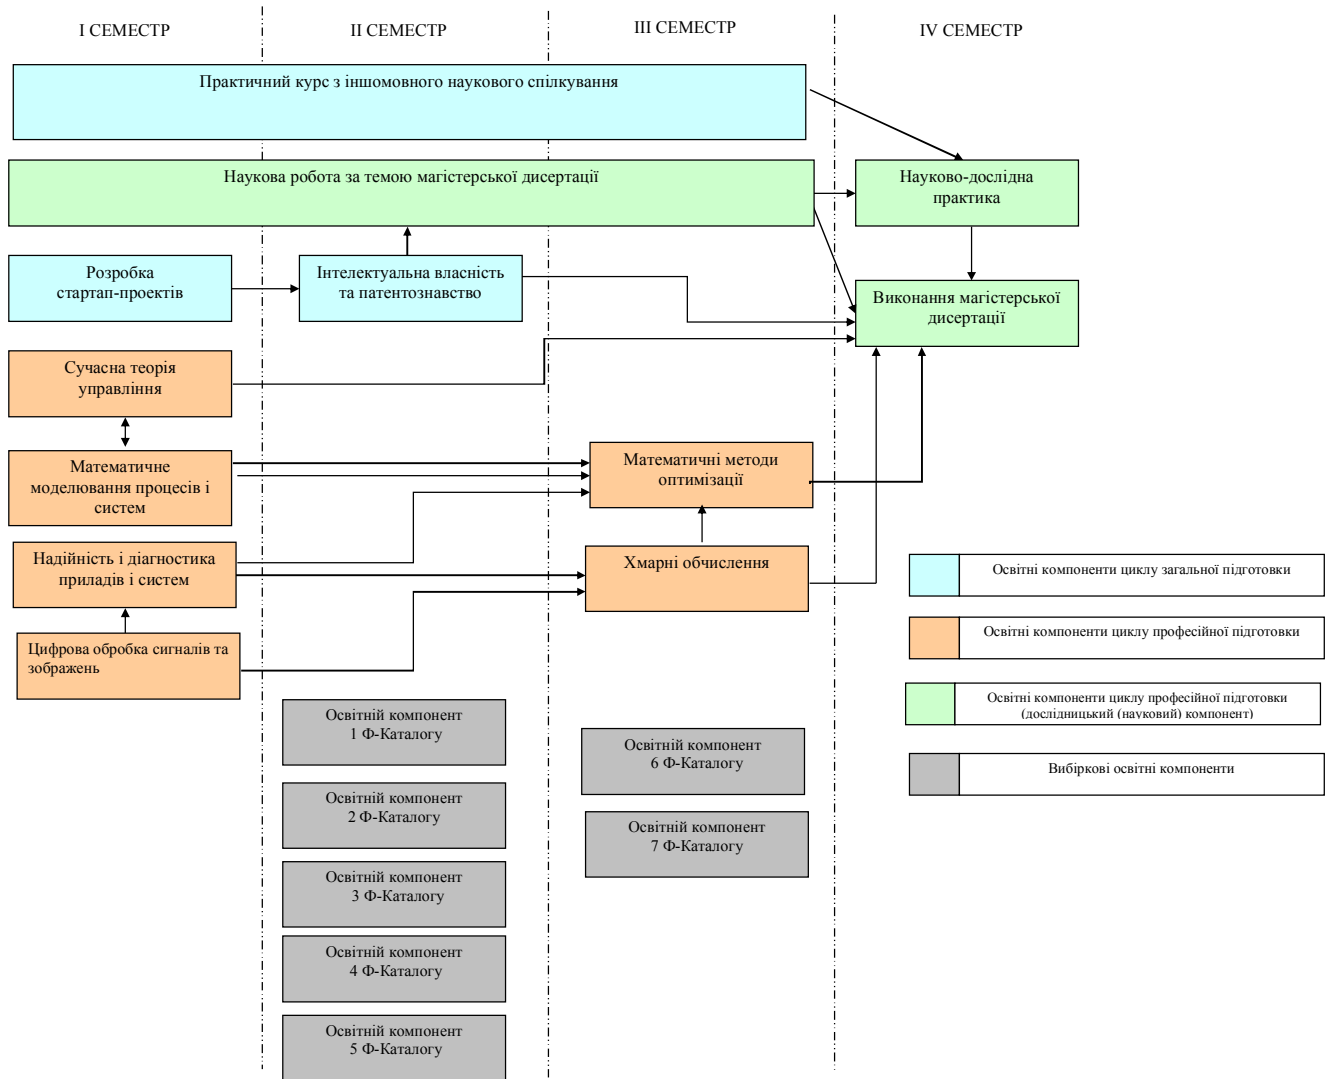 І СЕМЕСТР
ІІ СЕМЕСТР
ІІІ СЕМЕСТР
ІV СЕМЕСТР
Практичний курс з іншомовного наукового спілкування
Наукова робота за темою магістерської дисертації
Науково-дослідна
практика
Розробка
стартап-проектів
Інтелектуальна власність
та патентознавство
Виконання магістерської
дисертації
Сучасна теорія
управління
Математичне
моделювання процесів і
систем
Математичні методи
оптимізації
Надійність і діагностика
приладів і систем
Хмарні обчислення
Цифрова обробка сигналів та
зображень
Освітні компоненти циклу загальної підготовки
Освітні компоненти циклу професійної підготовки
Освітні компоненти циклу професійної підготовки
(дослідницький (науковий) компонент)
Вибіркові освітні компоненти
Освітній компонент
1 Ф-Каталогу
Освітній компонент
2 Ф-Каталогу
Освітній компонент
3 Ф-Каталогу
Освітній компонент
4 Ф-Каталогу
Освітній компонент
5 Ф-Каталогу
Освітній компонент
6 Ф-Каталогу
Освітній компонент
7 Ф-Каталогу